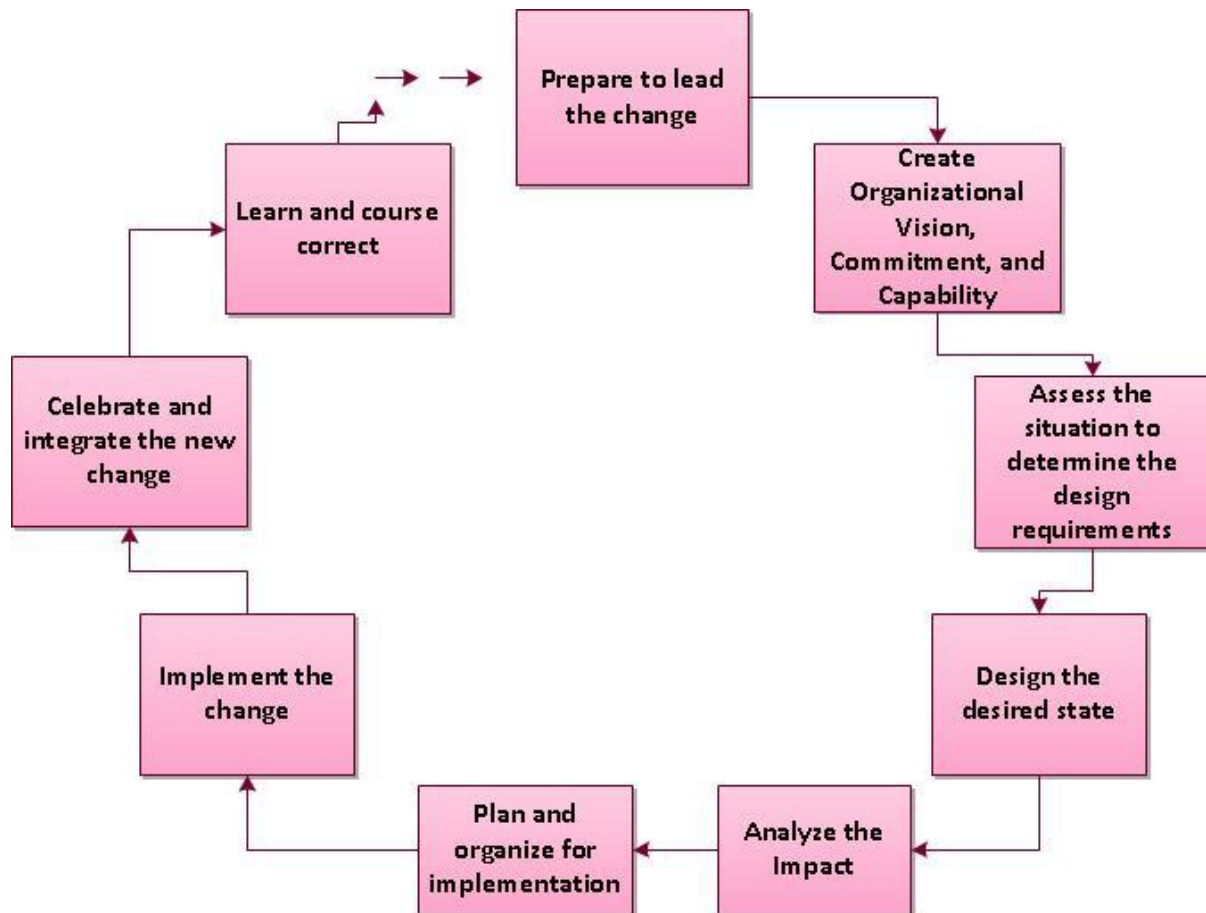 Prepare to lead
the change
Create
Organizational
Vision,
Commitment, and
Capability
Assess the
situation to
determine the
design
requirements
Design the
desired state
Analyze the
Impact
Plan and
organize for
implementation
Implement the
change
Celebrate and
integrate the new
change
Learn and course
correct